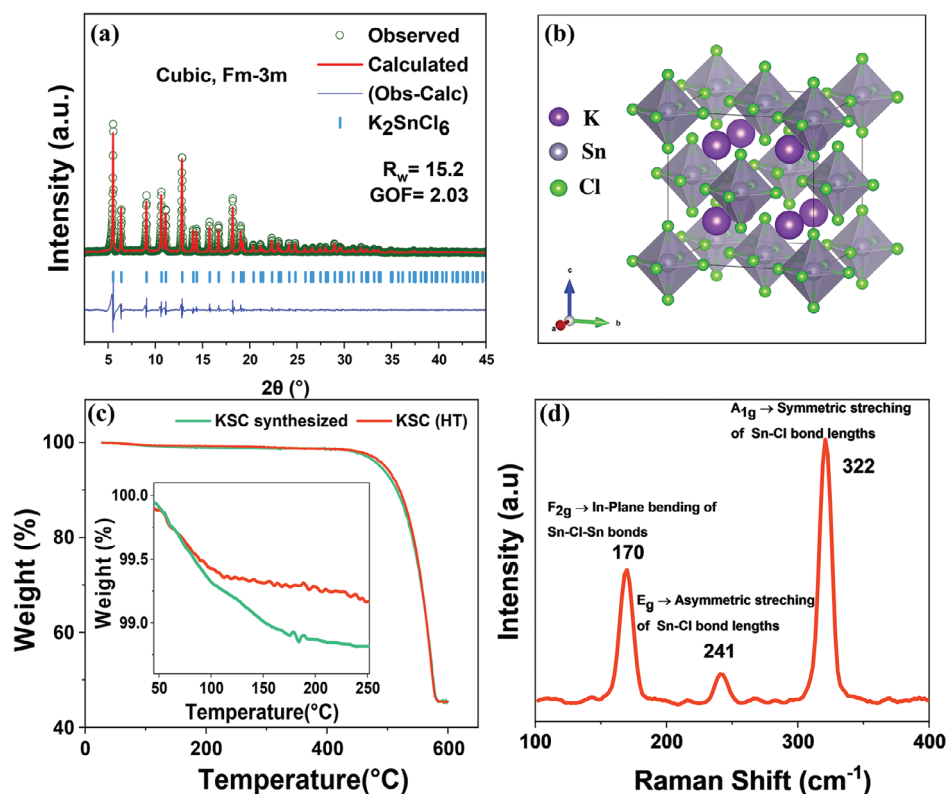 (a)
Observed
Calculated
(Obs-Calc)
K2SnCl6
Cubic, Fm-3m
Rw= 15.2
GOF= 2.03
Intensity (a.u.)
5 10 15 20 25 30 35 40 45
2θ (°)
(b)
K
Sn
Cl
c
a
b
(c)
KSC synthesized
KSC (HT)
Weight (%)
100
80
60
40
100.0
99.5
99.0
Weight (%)
50 100 150 200 250
Temperature(°C)
0 200 400 600
Temperature(°C)
(d)
A1g → Symmetric streching
of Sn-Cl bond lengths
322
F2g → In-Plane bending of
Sn-Cl-Sn bonds
170
Eg → Asymmetric streching
of Sn-Cl bond lengths
241
Intensity (a.u)
100 200 300 400
Raman Shift (cm-1)